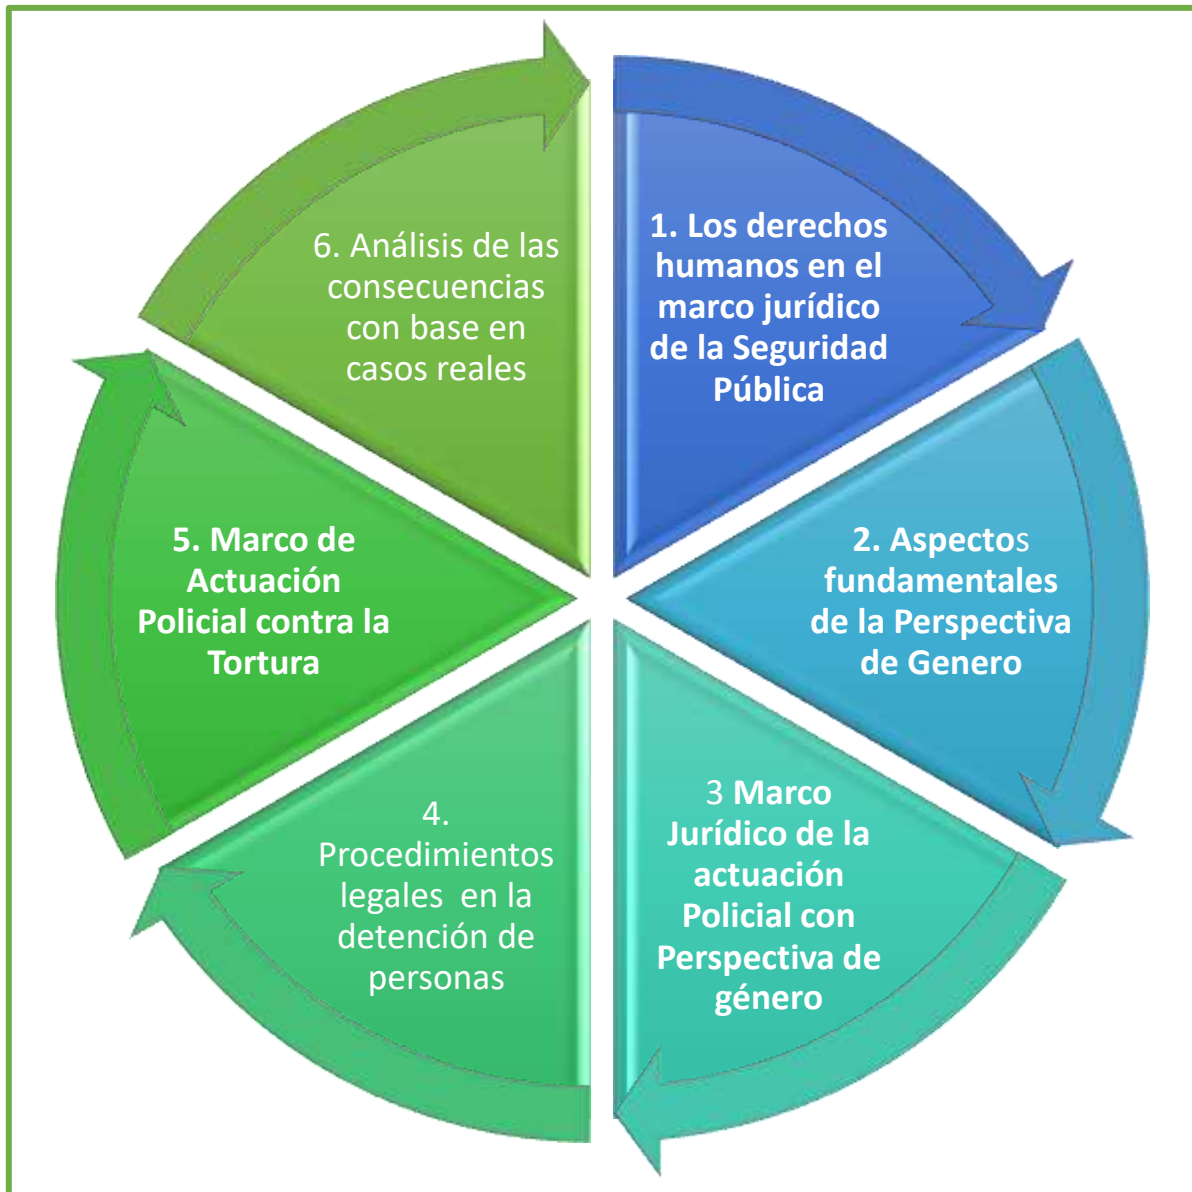 1. Los derechos
humanos en el
marco jurídico
de la Seguridad
Pública
2. Aspectos
fundamentales
de la Perspectiva
de Genero
3 Marco
Jurídico de la
actuación
Policial con
Perspectiva de
género
4.
Procedimientos
legales en la
detención de
personas
5. Marco de
Actuación
Policial contra la
Tortura
6. Análisis de las
consecuencias
con base en
casos reales